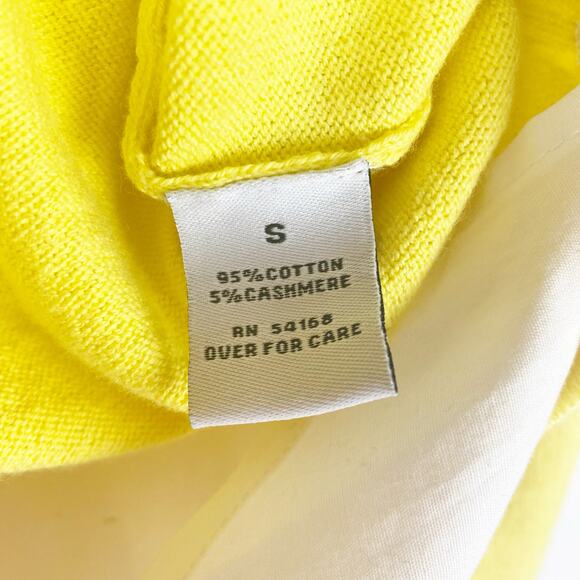 S
95% COTTON
5% CASHMERE
RN 54168
OVER FOR CARE